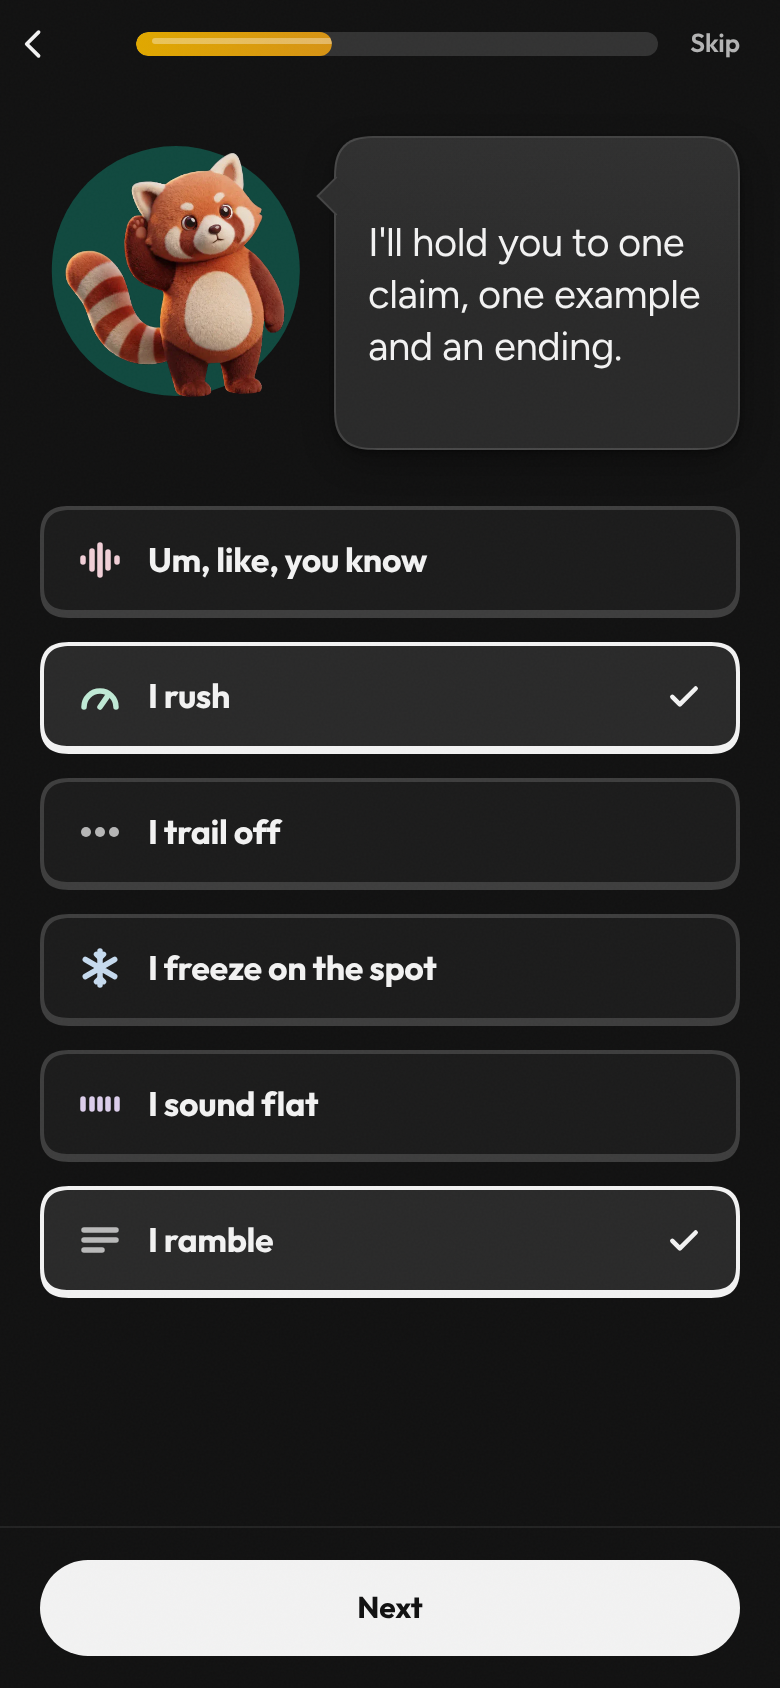 Skip
I'll hold you to one
claim, one example
and an ending.
Um, like, you know
I rush
I trail off
I freeze on the spot
I sound flat
I ramble
Next